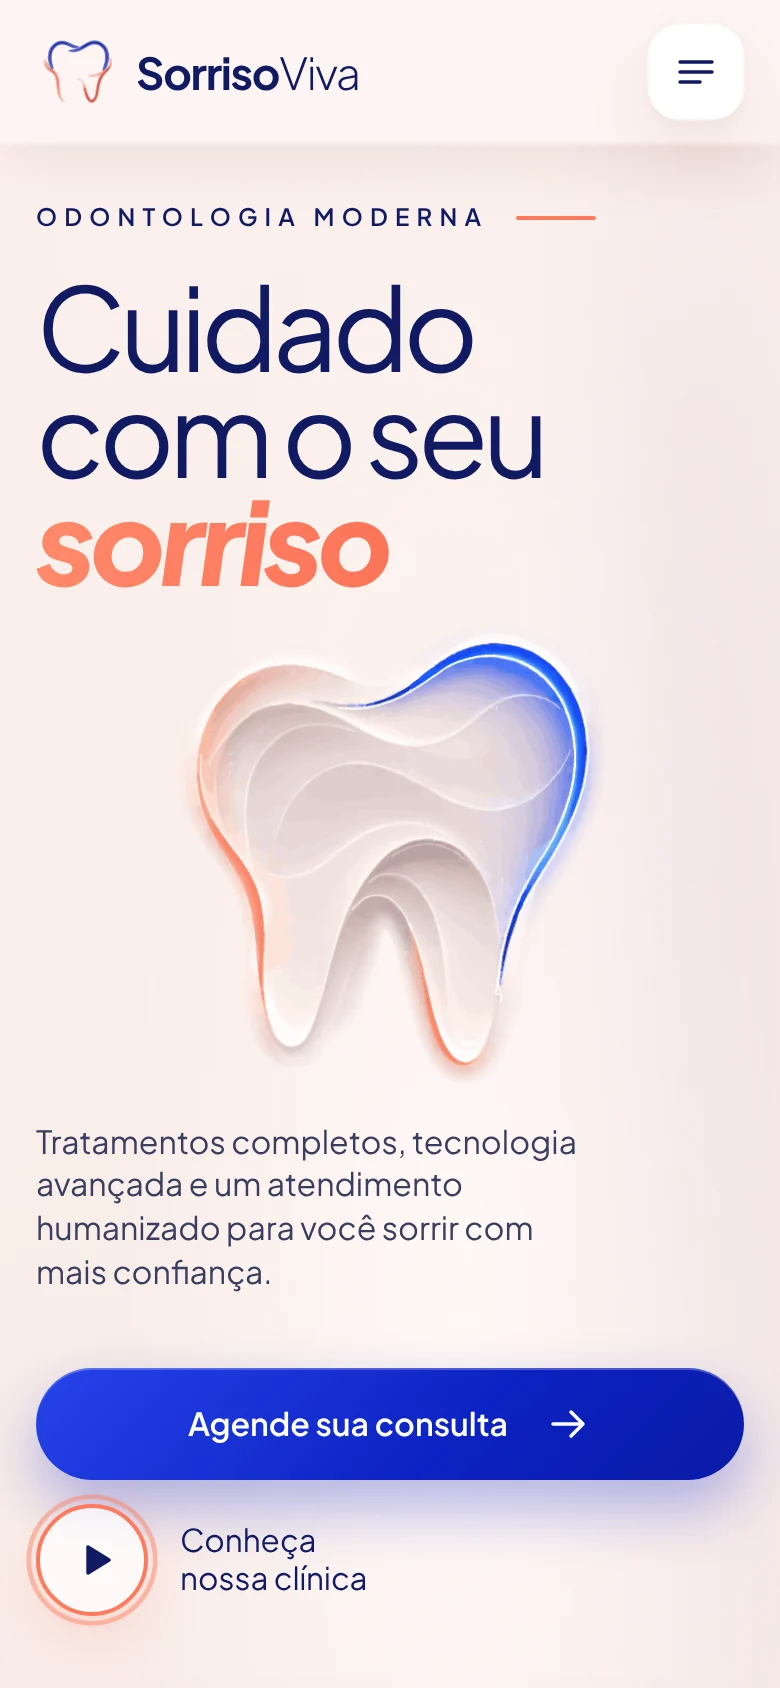 SorrisoViva
ODONTOLOGIA MODERNA
Cuidado
com o seu
sorriso
Tratamentos completos, tecnologia
avançada e um atendimento
humanizado para você sorrir com
mais confiança.
Agende sua consulta
Conheça
nossa clínica